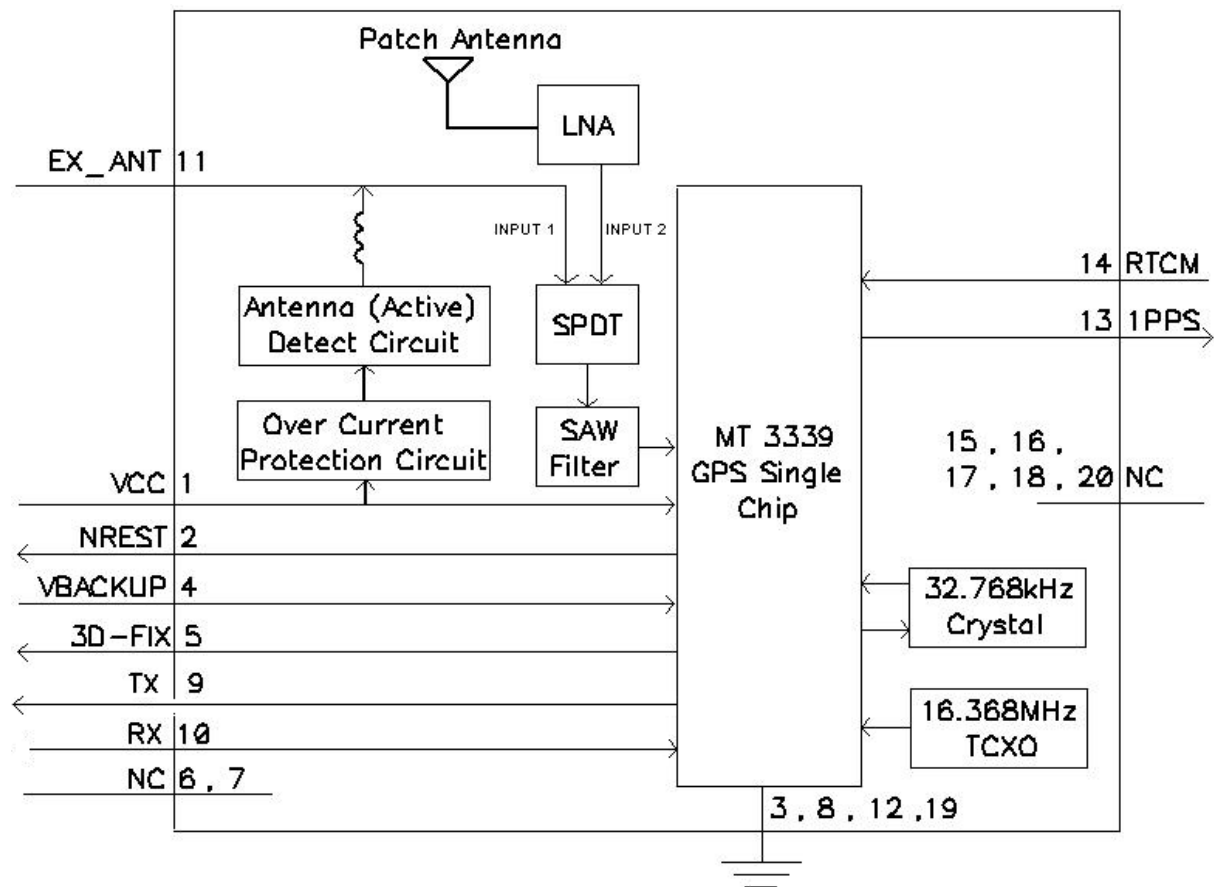 Patch Antenna
LNA
EX_ANT 11
INPUT 1
INPUT 2
14 RTCM
13 1PPS
Antenna (Active)
Detect Circuit
SPDT
Over Current
Protection Circuit
SAW
Filter
MT 3339
GPS Single
Chip
15 , 16 ,
17 , 18 , 20 NC
VCC 1
NREST 2
VBACKUP 4
3D-FIX 5
TX 9
RX 10
NC 6 , 7
32.768kHz
Crystal
16.368MHz
TCXO
3 , 8 , 12 ,19